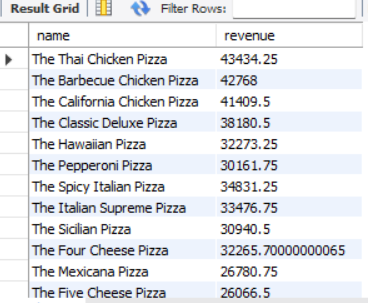 Result Grid Filter Rows:
name revenue
The Thai Chicken Pizza 43434.25
The Barbecue Chicken Pizza 42768
The California Chicken Pizza 41409.5
The Classic Deluxe Pizza 38180.5
The Hawaiian Pizza 32273.25
The Pepperoni Pizza 30161.75
The Spicy Italian Pizza 34831.25
The Italian Supreme Pizza 33476.75
The Sicilian Pizza 30940.5
The Four Cheese Pizza 32265.70000000065
The Mexicana Pizza 26780.75
The Five Cheese Pizza 26066.5